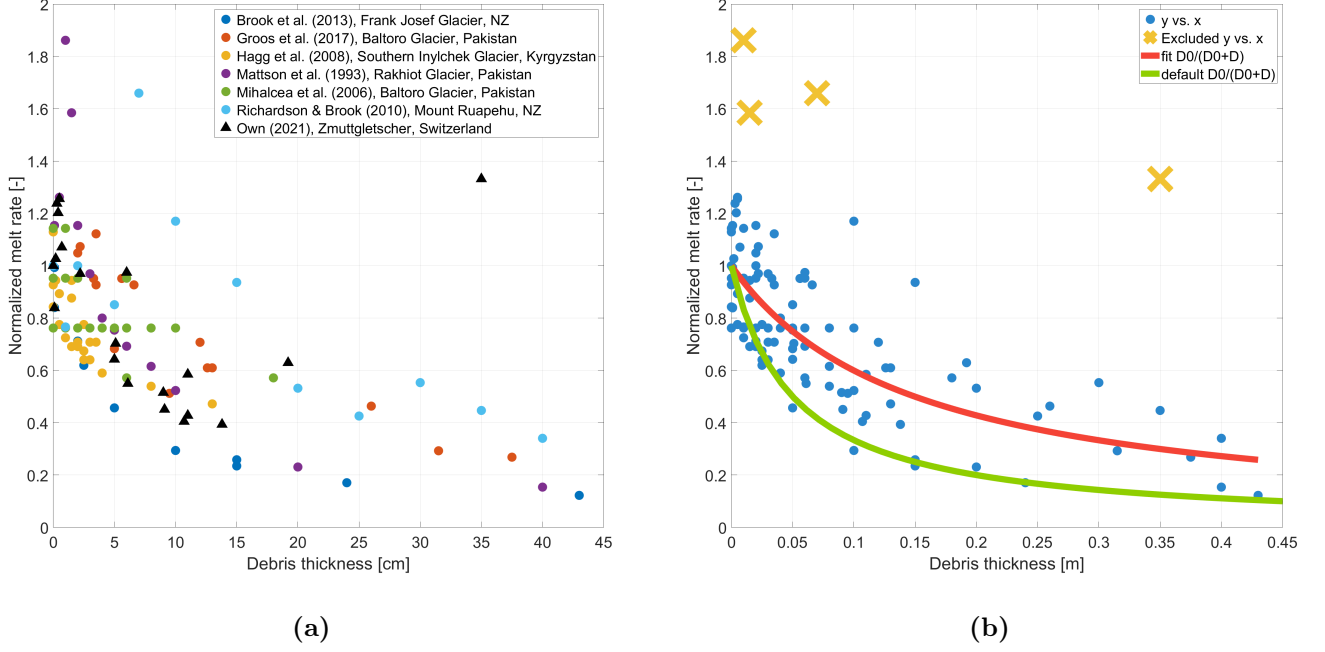 2
1.8
1.6
1.4
1.2
1
0.8
0.6
0.4
0.2
0
Normalized melt rate [-]
Brook et al. (2013), Frank Josef Glacier, NZ
Groos et al. (2017), Baltoro Glacier, Pakistan
Hagg et al. (2008), Southern Inylchek Glacier, Kyrgyzstan
Mattson et al. (1993), Rakhiot Glacier, Pakistan
Mihalcea et al. (2006), Baltoro Glacier, Pakistan
Richardson & Brook (2010), Mount Ruapehu, NZ
Own (2021), Zmuttgletscher, Switzerland
0 5 10 15 20 25 30 35 40 45
Debris thickness [cm]
(a)
2
1.8
1.6
1.4
1.2
1
0.8
0.6
0.4
0.2
0
Normalized melt rate [-]
y vs. x
Excluded y vs. x
fit D0/(D0+D)
default D0/(D0+D)
0 0.05 0.1 0.15 0.2 0.25 0.3 0.35 0.4 0.45
Debris thickness [m]
(b)